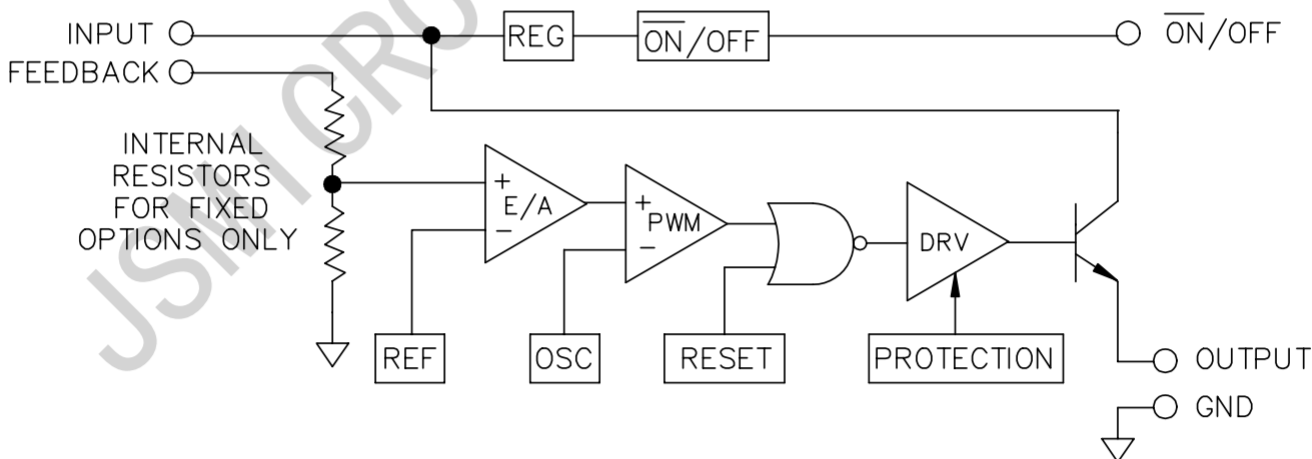 INPUT
REG
ON/OFF
ON/OFF
FEEDBACK
INTERNAL
RESISTORS
FOR FIXED
OPTIONS ONLY
+
E/A
−
+
PWM
−
DRV
REF
OSC
RESET
PROTECTION
OUTPUT
GND
JSMICRO